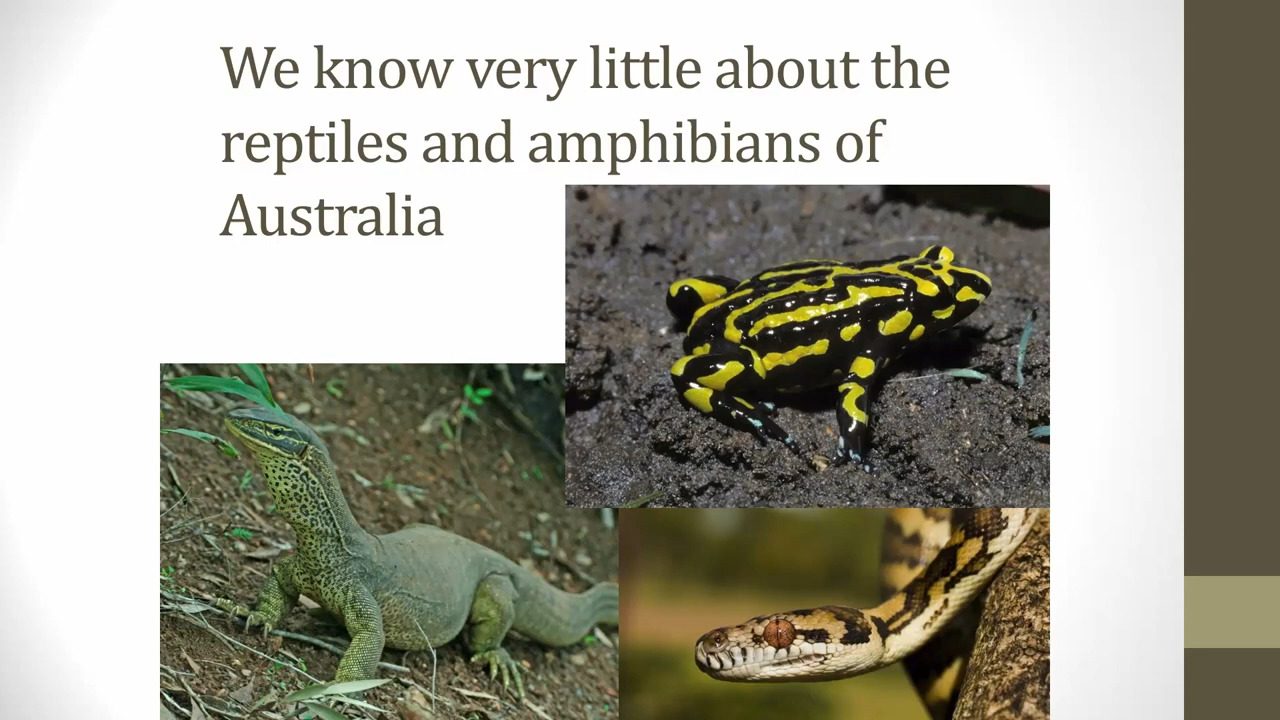 We know very little about the
reptiles and amphibians of
Australia